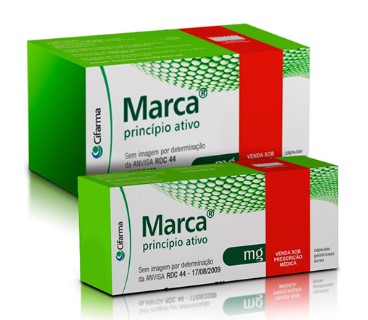 Cifarma
Marca®
princípio ativo
Sem imagem por determinação
da ANVISA RDC 44
mg
VENDA SOB
cápsulas
Cifarma
Marca®
princípio ativo
Sem imagem por determinação
da ANVISA RDC 44 - 17/08/2009
mg
VENDA SOB
PRESCRIÇÃO
MÉDICA
cápsulas
gelatinosas
duras